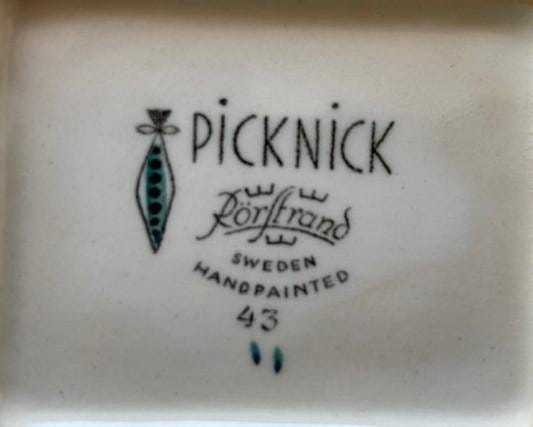 PiCKNiCK
Rörstrand
SWEDEN
HANDPAINTED
43